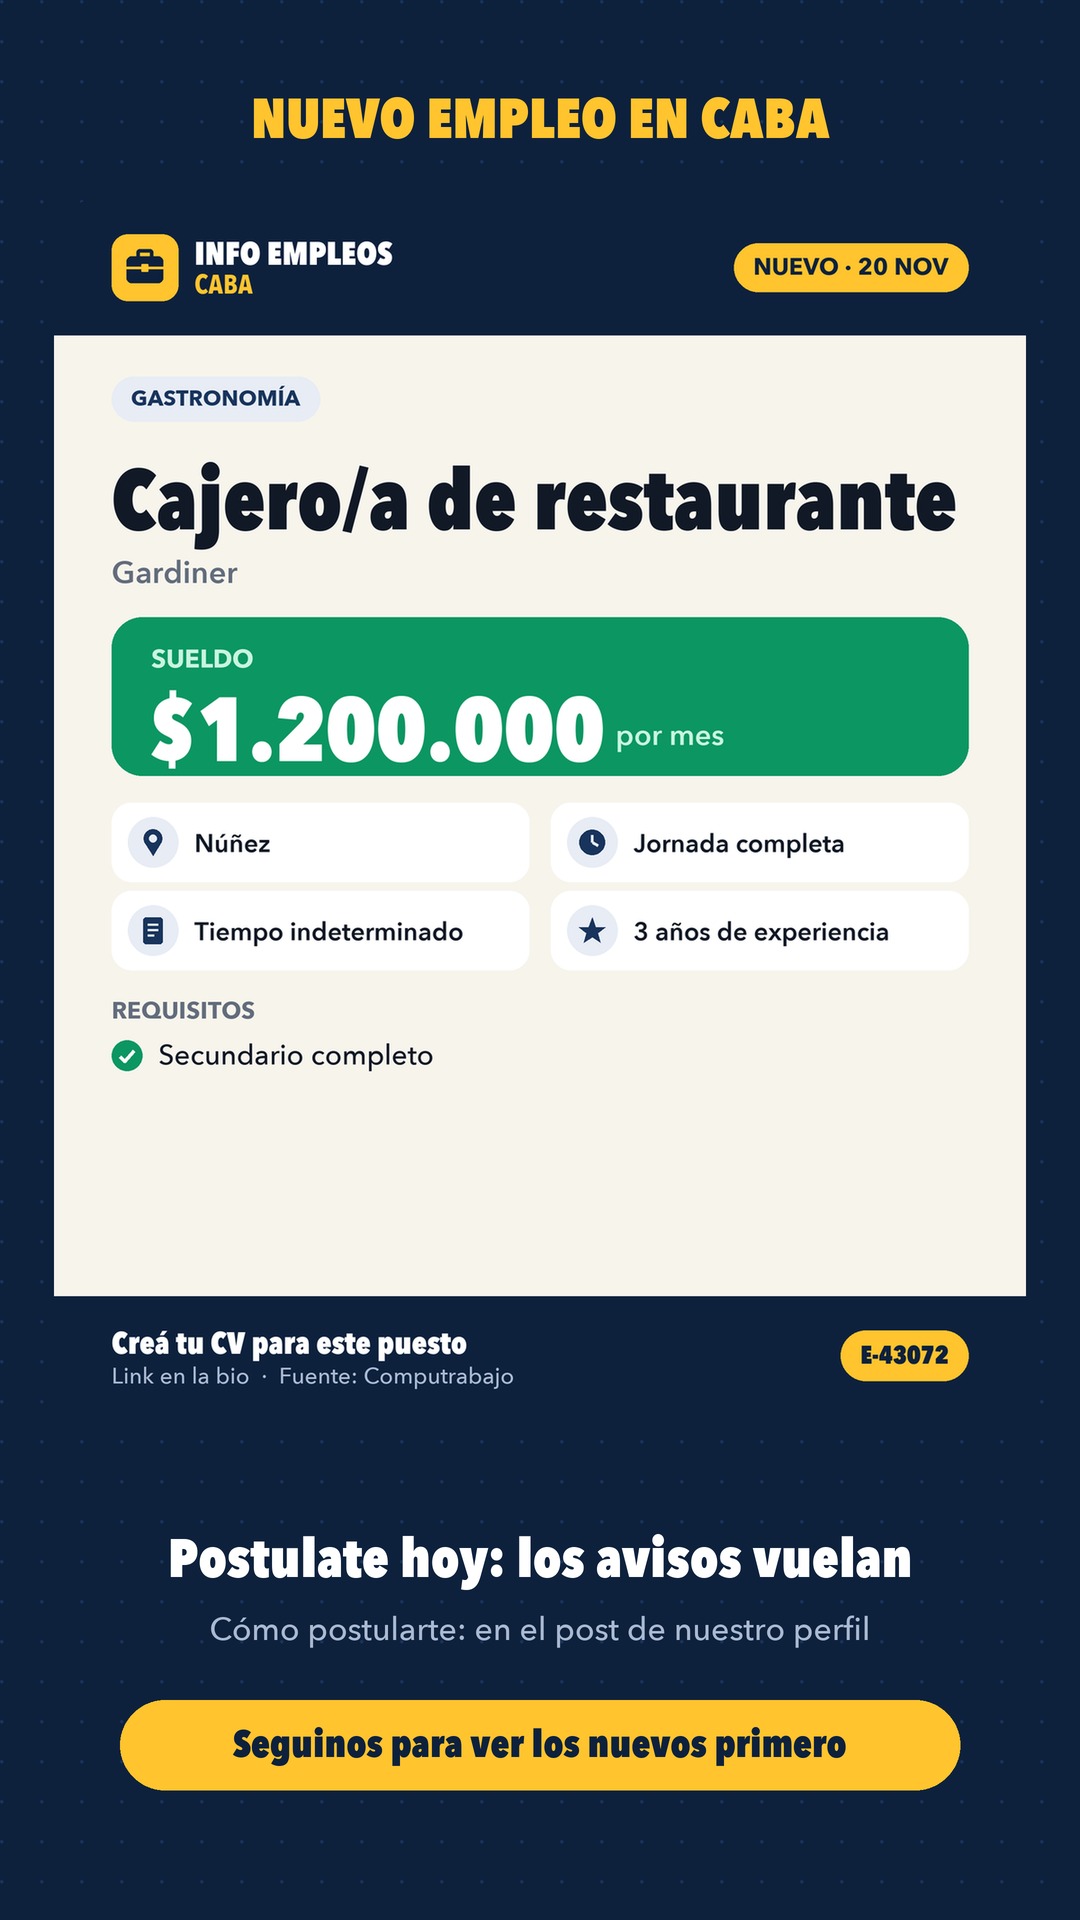 NUEVO EMPLEO EN CABA
INFO EMPLEOS
CABA
NUEVO · 20 NOV
GASTRONOMÍA
Cajero/a de restaurante
Gardiner
SUELDO
$1.200.000 por mes
Núñez
Jornada completa
Tiempo indeterminado
3 años de experiencia
REQUISITOS
Secundario completo
Creá tu CV para este puesto
Link en la bio · Fuente: Computrabajo
E-43072
Postulate hoy: los avisos vuelan
Cómo postularte: en el post de nuestro perfil
Seguinos para ver los nuevos primero